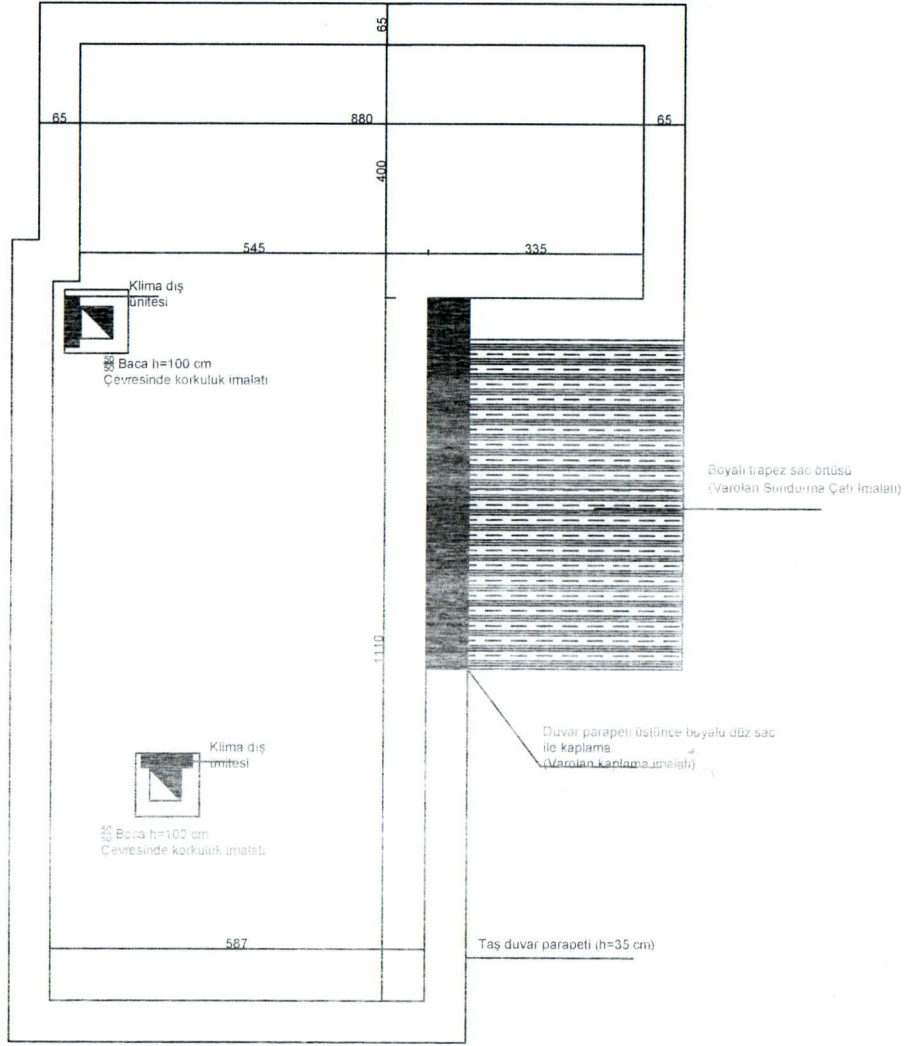 65
65
880
65
400
545
335
Klima dış
ünitesi
50
50
Baca h=100 cm
Çevresinde korkuluk imalatı
Boyalı trapez sac örtüsü
(Varolan Sundurma Çatı İmalatı)
1110
Duvar parapeti üstünce boyalu düz sac
ile kaplama
(Varolan kaplama imalatı)
Klima dış
ünitesi
50
50
Baca h=100 cm
Çevresinde korkuluk imalatı
587
Taş duvar parapeti (h=35 cm)